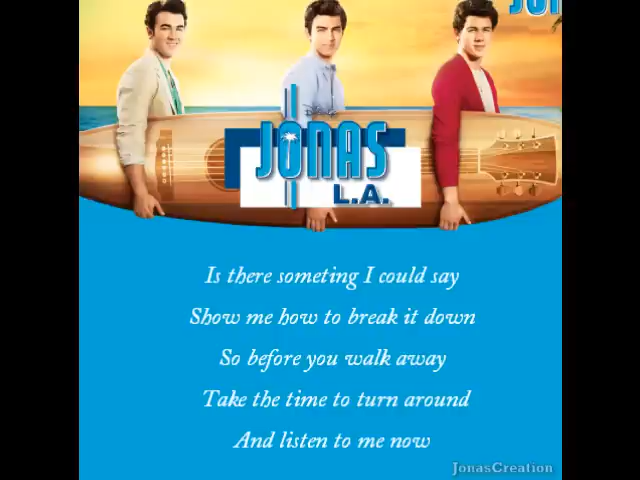 Disney
JONAS
L.A.
Is there someting I could say
Show me how to break it down
So before you walk away
Take the time to turn around
And listen to me now
JonasCreation